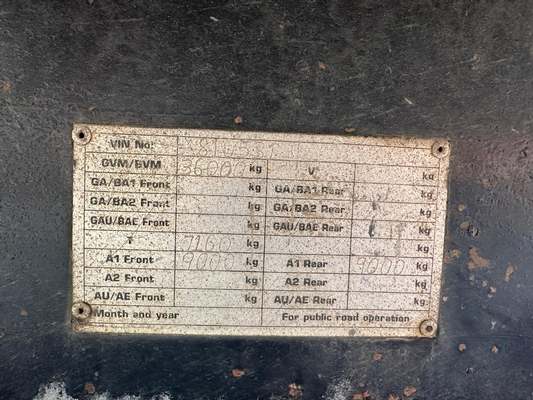 VIN No:
GVM/BVM 36000 kg V kg
GA/BA1 Front kg GA/BA1 Rear kg
GA/BA2 Front kg GA/BA2 Rear kg
GAU/BAE Front kg GAU/BAE Rear kg
T 7160 kg kg
A1 Front 9000 kg A1 Rear 9000 kg
A2 Front kg A2 Rear kg
AU/AE Front kg AU/AE Rear kg
Month and year For public road operation